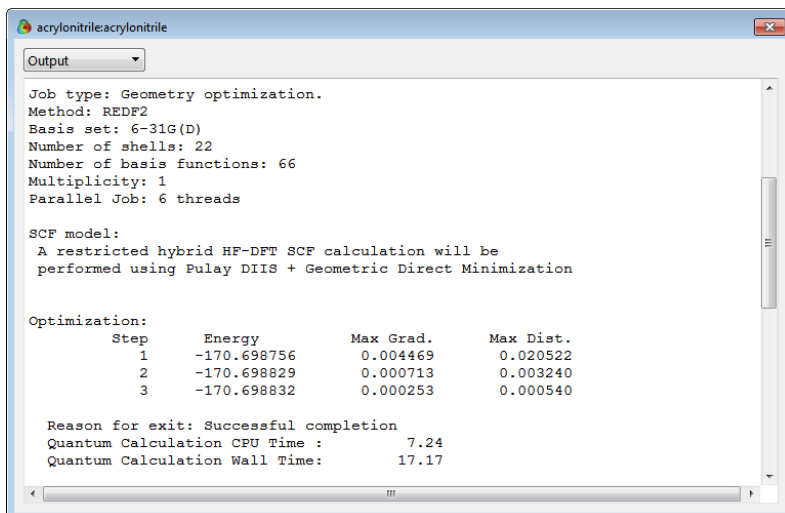 acrylonitrile:acrylonitrile
Output
Job type: Geometry optimization.
Method: REDF2
Basis set: 6-31G(D)
Number of shells: 22
Number of basis functions: 66
Multiplicity: 1
Parallel Job: 6 threads
SCF model:
A restricted hybrid HF-DFT SCF calculation will be
performed using Pulay DIIS + Geometric Direct Minimization
Optimization:
Step Energy Max Grad. Max Dist.
1 -170.698756 0.004469 0.020522
2 -170.698829 0.000713 0.003240
3 -170.698832 0.000253 0.000540
Reason for exit: Successful completion
Quantum Calculation CPU Time : 7.24
Quantum Calculation Wall Time: 17.17